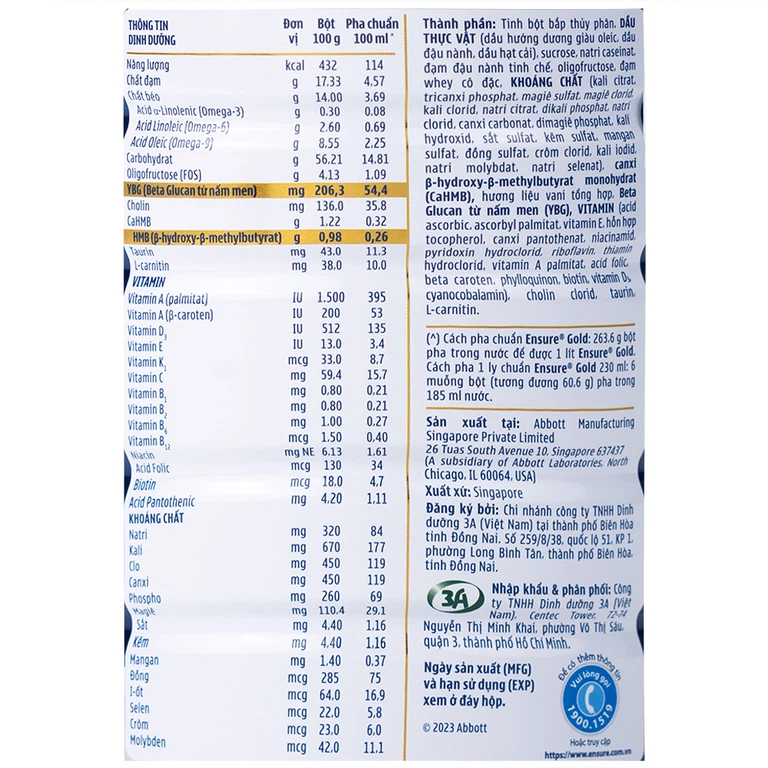 THÔNG TIN DINH DƯỠNG Đơn vị Bột 100 g Pha chuẩn 100 ml^
Năng lượng kcal 432 114
Chất đạm g 17.33 4.57
Chất béo g 14.00 3.69
Acid α-Linolenic (Omega-3) g 0.30 0.08
Acid Linoleic (Omega-6) g 2.60 0.69
Acid Oleic (Omega-9) g 8.55 2.25
Carbohydrat g 56.21 14.81
Oligofructose (FOS) g 4.13 1.09
YBG (Beta Glucan từ nấm men) mg 206,3 54,4
Cholin mg 136.0 35.8
CaHMB g 1.22 0.32
HMB (β-hydroxy-β-methylbutyrat) g 0,98 0,26
Taurin mg 43.0 11.3
L-carnitin mg 38.0 10.0
VITAMIN
Vitamin A (palmitat) IU 1.500 395
Vitamin A (β-caroten) IU 200 53
Vitamin D3 IU 512 135
Vitamin E IU 13.0 3.4
Vitamin K1 mcg 33.0 8.7
Vitamin C mg 59.4 15.7
Vitamin B1 mg 0.80 0.21
Vitamin B2 mg 0.80 0.21
Vitamin B6 mg 1.00 0.27
Vitamin B12 mcg 1.50 0.40
Niacin mg NE 6.13 1.61
Acid Folic mcg 130 34
Biotin mcg 18.0 4.7
Acid Pantothenic mg 4.20 1.11
KHOÁNG CHẤT
Natri mg 320 84
Kali mg 670 177
Clo mg 450 119
Canxi mg 450 119
Phospho mg 260 69
Magiê mg 110.4 29.1
Sắt mg 4.40 1.16
Kẽm mg 4.40 1.16
Mangan mg 1.40 0.37
Đồng mcg 285 75
I-ốt mcg 64.0 16.9
Selen mcg 22.0 5.8
Crôm mcg 23.0 6.0
Molybden mcg 42.0 11.1
Thành phần: Tinh bột bắp thủy phân, DẦU
THỰC VẬT (dầu hướng dương giàu oleic, dầu
đậu nành, dầu hạt cải), sucrose, natri caseinat,
đạm đậu nành tinh chế, oligofructose, đạm
whey cô đặc, KHOÁNG CHẤT (kali citrat,
tricanxi phosphat, magiê sulfat, magiê clorid,
kali clorid, natri citrat, dikali phosphat, natri
clorid, canxi carbonat, dimagiê phosphat, kali
hydroxid, sắt sulfat, kẽm sulfat, mangan
sulfat, đồng sulfat, crôm clorid, kali iodid,
natri molybdat, natri selenat), canxi
β-hydroxy-β-methylbutyrat monohydrat
(CaHMB), hương liệu vani tổng hợp, Beta
Glucan từ nấm men (YBG), VITAMIN (acid
ascorbic, ascorbyl palmitat, vitamin E, hỗn hợp
tocopherol, canxi pantothenat, niacinamid,
pyridoxin hydroclorid, riboflavin, thiamin
hydroclorid, vitamin A palmitat, acid folic,
beta caroten, phylloquinon, biotin, vitamin D3,
cyanocobalamin), cholin clorid, taurin,
L-carnitin.
(^) Cách pha chuẩn Ensure® Gold: 263.6 g bột
pha trong nước để được 1 lít Ensure® Gold.
Cách pha 1 ly chuẩn Ensure® Gold 230 ml: 6
muỗng bột (tương đương 60.6 g) pha trong
185 ml nước.
Sản xuất tại: Abbott Manufacturing
Singapore Private Limited
26 Tuas South Avenue 10, Singapore 637437
(A subsidiary of Abbott Laboratories, North
Chicago, IL 60064, USA)
Xuất xứ: Singapore
Đăng ký bởi: Chi nhánh công ty TNHH Dinh
dưỡng 3A (Việt Nam) tại thành phố Biên Hòa
tỉnh Đồng Nai. Số 259/8/38, quốc lộ 51, KP 1,
phường Long Bình Tân, thành phố Biên Hòa,
tỉnh Đồng Nai.
3A
Nhập khẩu & phân phối: Công
ty TNHH Dinh dưỡng 3A (Việt
Nam). Centec Tower, 72-74
Nguyễn Thị Minh Khai, phường Võ Thị Sáu,
quận 3, thành phố Hồ Chí Minh.
Ngày sản xuất (MFG)
và hạn sử dụng (EXP)
xem ở đáy hộp.
© 2023 Abbott
Để có thêm thông tin
Vui lòng gọi
1900.1519
Hoặc truy cập
https://www.ensure.com.vn